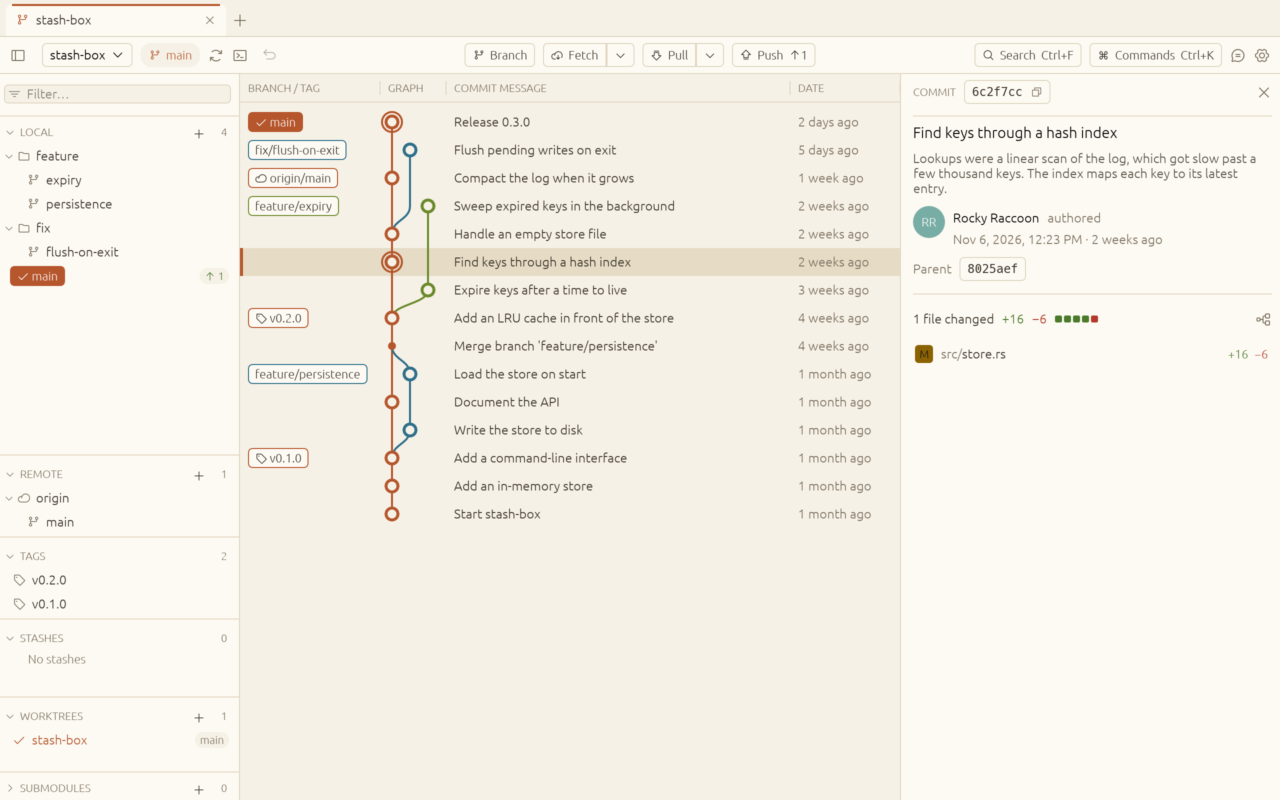 stash-box
stash-box
main
Branch
Fetch
Pull
Push ↑1
Search Ctrl+F
Commands Ctrl+K
Filter…
LOCAL 4
feature
expiry
persistence
fix
flush-on-exit
main ↑ 1
REMOTE 1
origin
main
TAGS 2
v0.2.0
v0.1.0
STASHES 0
No stashes
WORKTREES 1
stash-box main
SUBMODULES 0
BRANCH / TAG GRAPH COMMIT MESSAGE DATE
main Release 0.3.0 2 days ago
fix/flush-on-exit Flush pending writes on exit 5 days ago
origin/main Compact the log when it grows 1 week ago
feature/expiry Sweep expired keys in the background 2 weeks ago
Handle an empty store file 2 weeks ago
Find keys through a hash index 2 weeks ago
Expire keys after a time to live 3 weeks ago
v0.2.0 Add an LRU cache in front of the store 4 weeks ago
Merge branch 'feature/persistence' 4 weeks ago
feature/persistence Load the store on start 1 month ago
Document the API 1 month ago
Write the store to disk 1 month ago
v0.1.0 Add a command-line interface 1 month ago
Add an in-memory store 1 month ago
Start stash-box 1 month ago
COMMIT 6c2f7cc
Find keys through a hash index
Lookups were a linear scan of the log, which got slow past a
few thousand keys. The index maps each key to its latest
entry.
RR
Rocky Raccoon authored
Nov 6, 2026, 12:23 PM · 2 weeks ago
Parent 8025aef
1 file changed +16 −6
M src/store.rs +16 −6